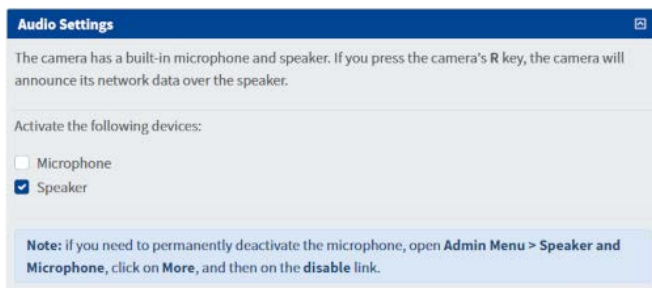 Audio Settings
The camera has a built-in microphone and speaker. If you press the camera's R key, the camera will
announce its network data over the speaker.
Activate the following devices:
Microphone
Speaker
Note: if you need to permanently deactivate the microphone, open Admin Menu > Speaker and
Microphone, click on More, and then on the disable link.